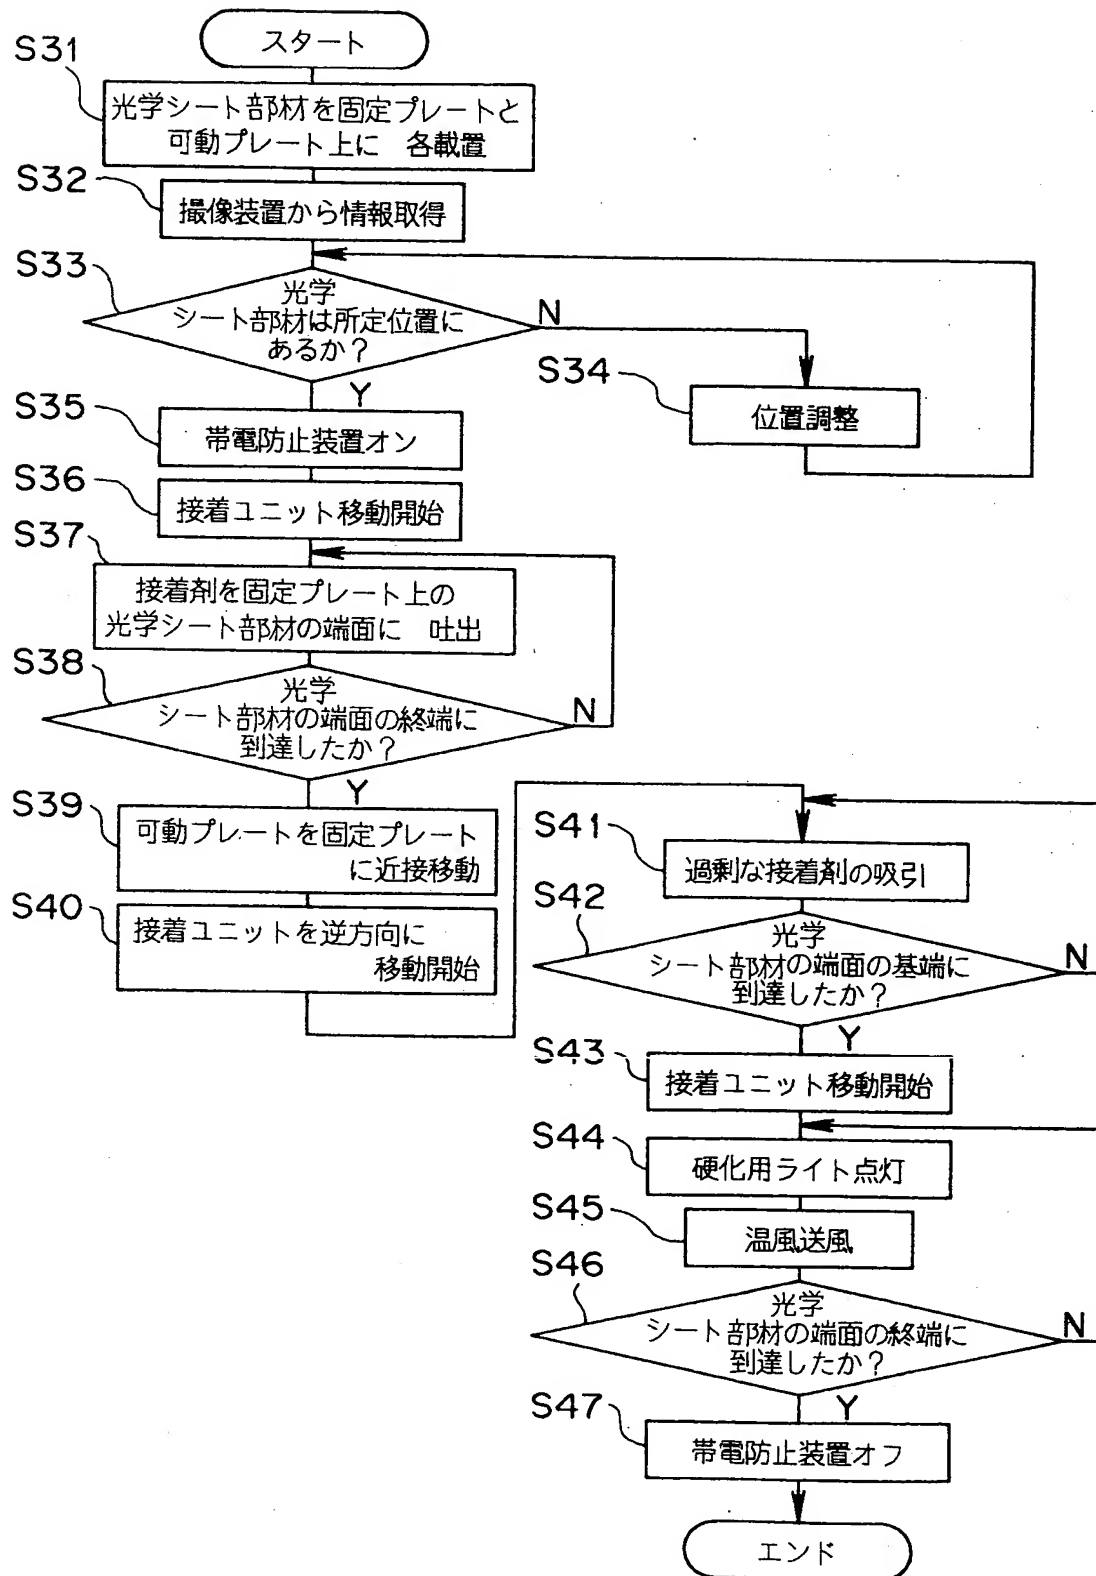 スタート
S31
光学シート部材を固定プレートと
可動プレート上に 各載置
S32
撮像装置から情報取得
S33
光学
シート部材は所定位置に
あるか？
N
Y
S34
位置調整
S35
帯電防止装置オン
S36
接着ユニット移動開始
S37
接着剤を固定プレート上の
光学シート部材の端面に 吐出
S38
光学
シート部材の端面の終端に
到達したか？
N
Y
S39
可動プレートを固定プレート
に近接移動
S40
接着ユニットを逆方向に
移動開始
S41
過剰な接着剤の吸引
S42
光学
シート部材の端面の基端に
到達したか？
N
Y
S43
接着ユニット移動開始
S44
硬化用ライト点灯
S45
温風送風
S46
光学
シート部材の端面の終端に
到達したか？
N
Y
S47
帯電防止装置オフ
エンド